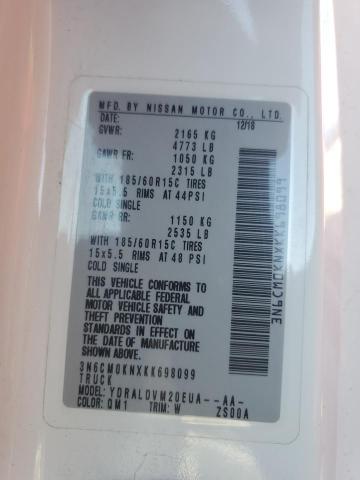 MFD. BY NISSAN MOTOR CO., LTD.
DATE: 12/18
GVWR: 2165 KG
4773 LB
GAWR FR: 1050 KG
2315 LB
WITH 185/60R15C TIRES
15x5.5 RIMS AT 44PSI
COLD SINGLE
GAWR RR: 1150 KG
2535 LB
WITH 185/60R15C TIRES
15x5.5 RIMS AT 48 PSI
COLD SINGLE
THIS VEHICLE CONFORMS TO
ALL APPLICABLE FEDERAL
MOTOR VEHICLE SAFETY AND
THEFT PREVENTION
STANDARDS IN EFFECT ON
THE DATE OF MANUFACTURE
SHOWN ABOVE.
3N6CM0KNXKK698099
TRUCK
MODEL: YDRALDVM20EUA--AA-
COLOR: QM1 TRIM: W ZS00A
3N6CM0KNXKK698099